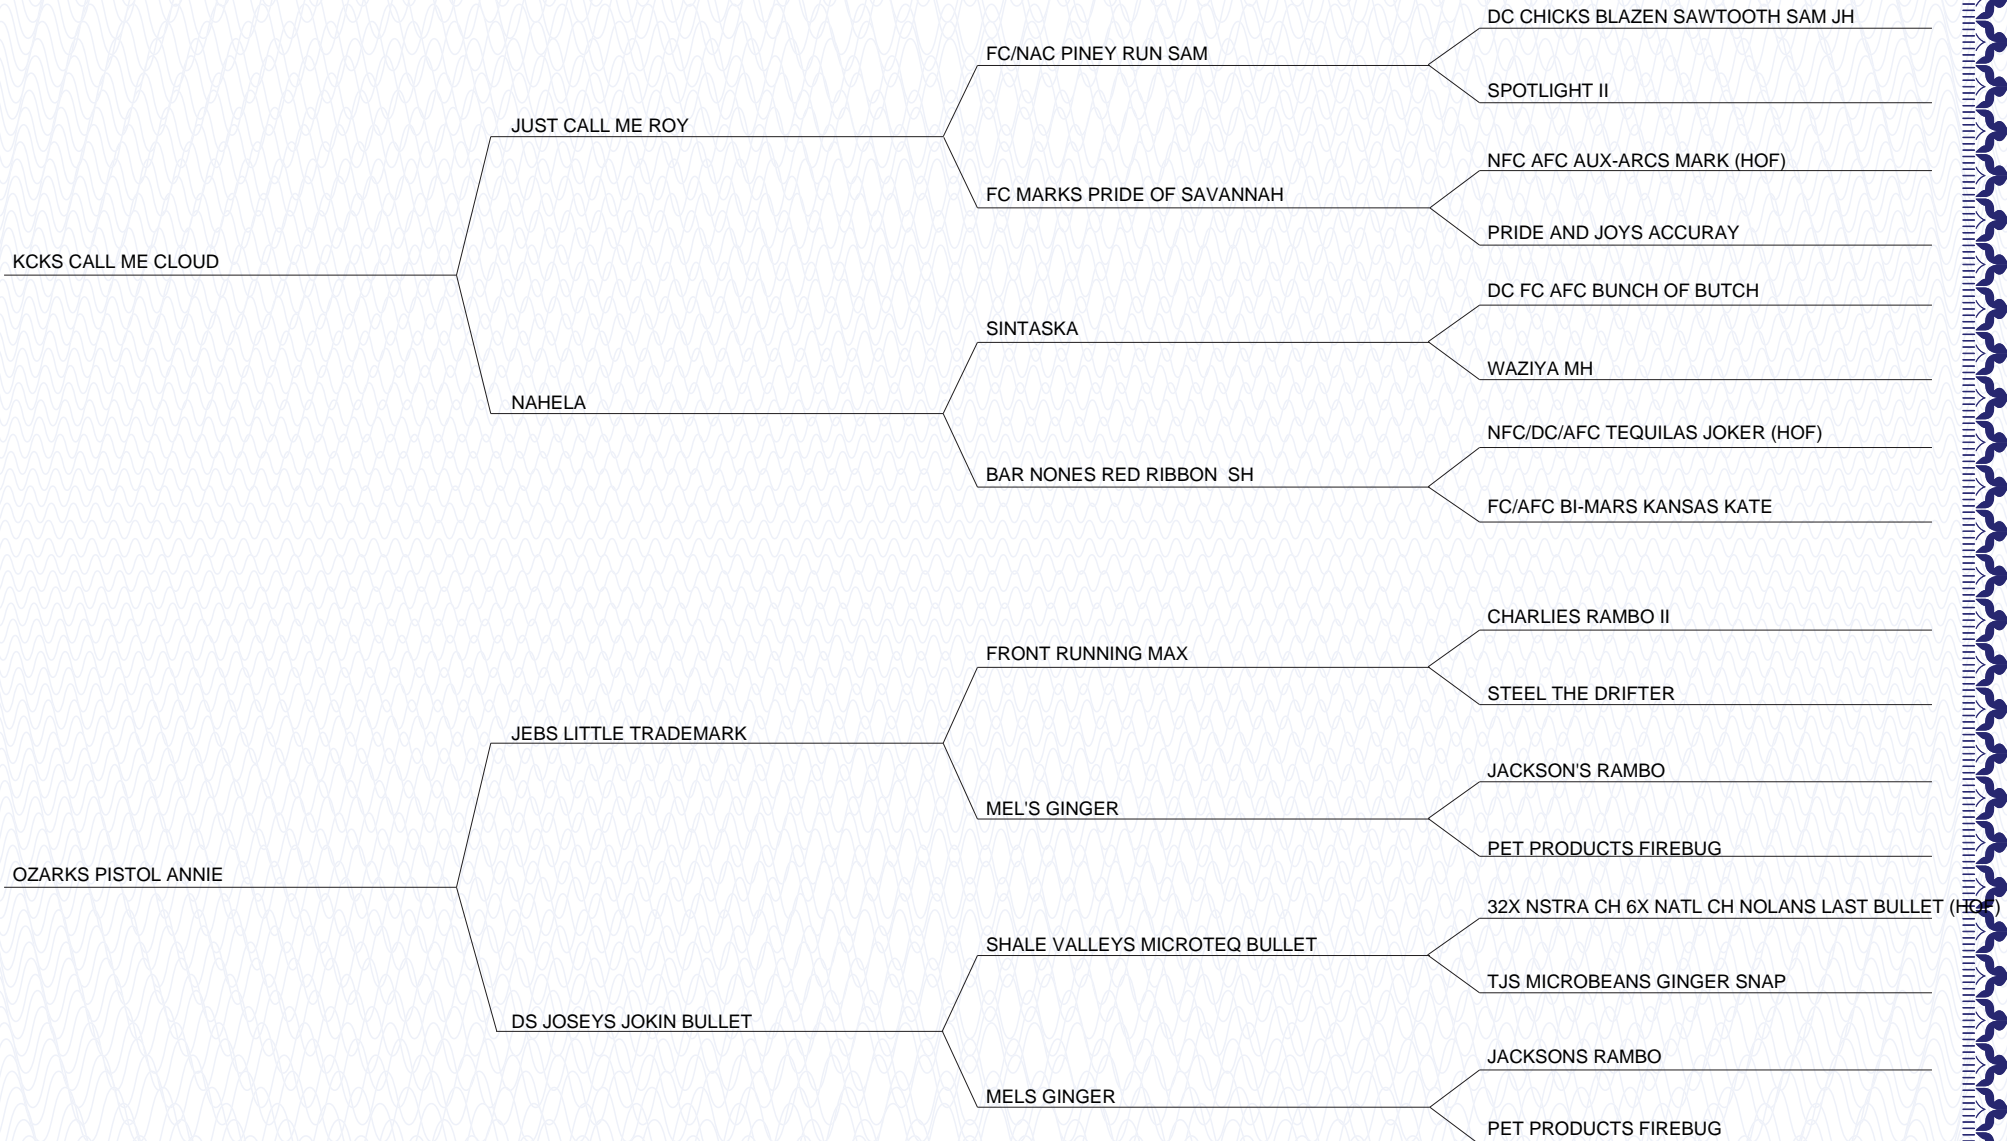 DC CHICKS BLAZEN SAWTOOTH SAM JH
FC/NAC PINEY RUN SAM
SPOTLIGHT II
JUST CALL ME ROY
NFC AFC AUX-ARCS MARK (HOF)
FC MARKS PRIDE OF SAVANNAH
PRIDE AND JOYS ACCURAY
KCKS CALL ME CLOUD
DC FC AFC BUNCH OF BUTCH
SINTASKA
WAZIYA MH
NAHELA
NFC/DC/AFC TEQUILAS JOKER (HOF)
BAR NONES RED RIBBON  SH
FC/AFC BI-MARS KANSAS KATE
CHARLIES RAMBO II
FRONT RUNNING MAX
STEEL THE DRIFTER
JEBS LITTLE TRADEMARK
JACKSON'S RAMBO
MEL'S GINGER
PET PRODUCTS FIREBUG
OZARKS PISTOL ANNIE
32X NSTRA CH 6X NATL CH NOLANS LAST BULLET (HOF)
SHALE VALLEYS MICROTEQ BULLET
TJS MICROBEANS GINGER SNAP
DS JOSEYS JOKIN BULLET
JACKSONS RAMBO
MELS GINGER
PET PRODUCTS FIREBUG